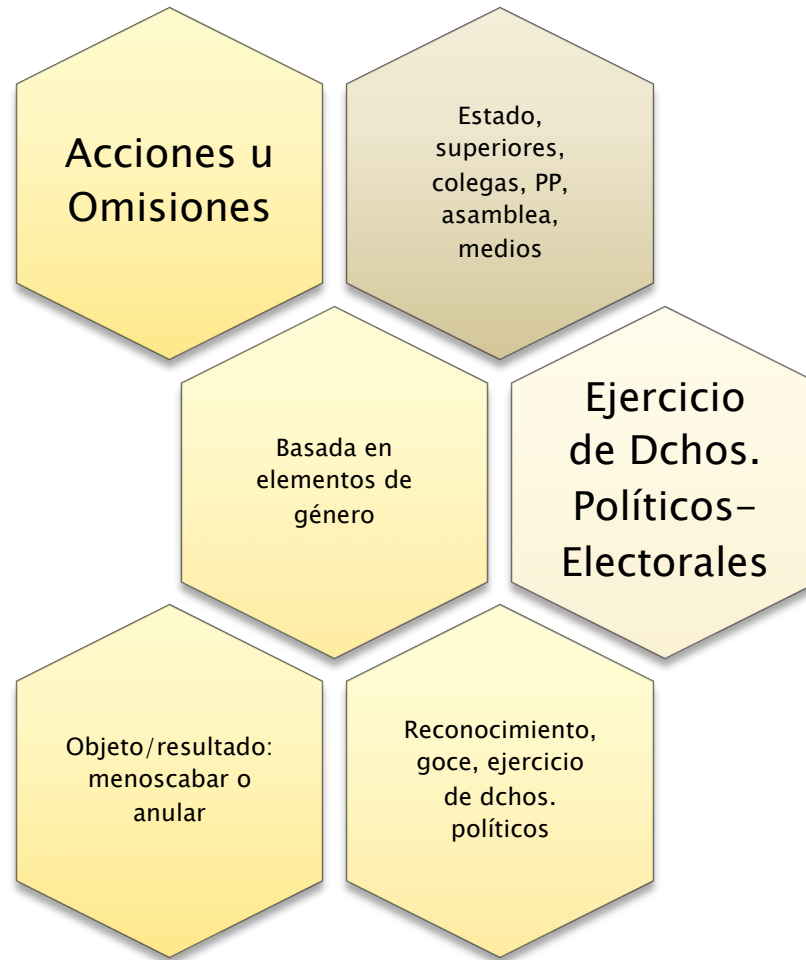 Acciones u
Omisiones
Estado,
superiores,
colegas, PP,
asamblea,
medios
Basada en
elementos de
género
Ejercicio
de Dchos.
Políticos-
Electorales
Objeto/resultado:
menoscabar o
anular
Reconocimiento,
goce, ejercicio
de dchos.
políticos